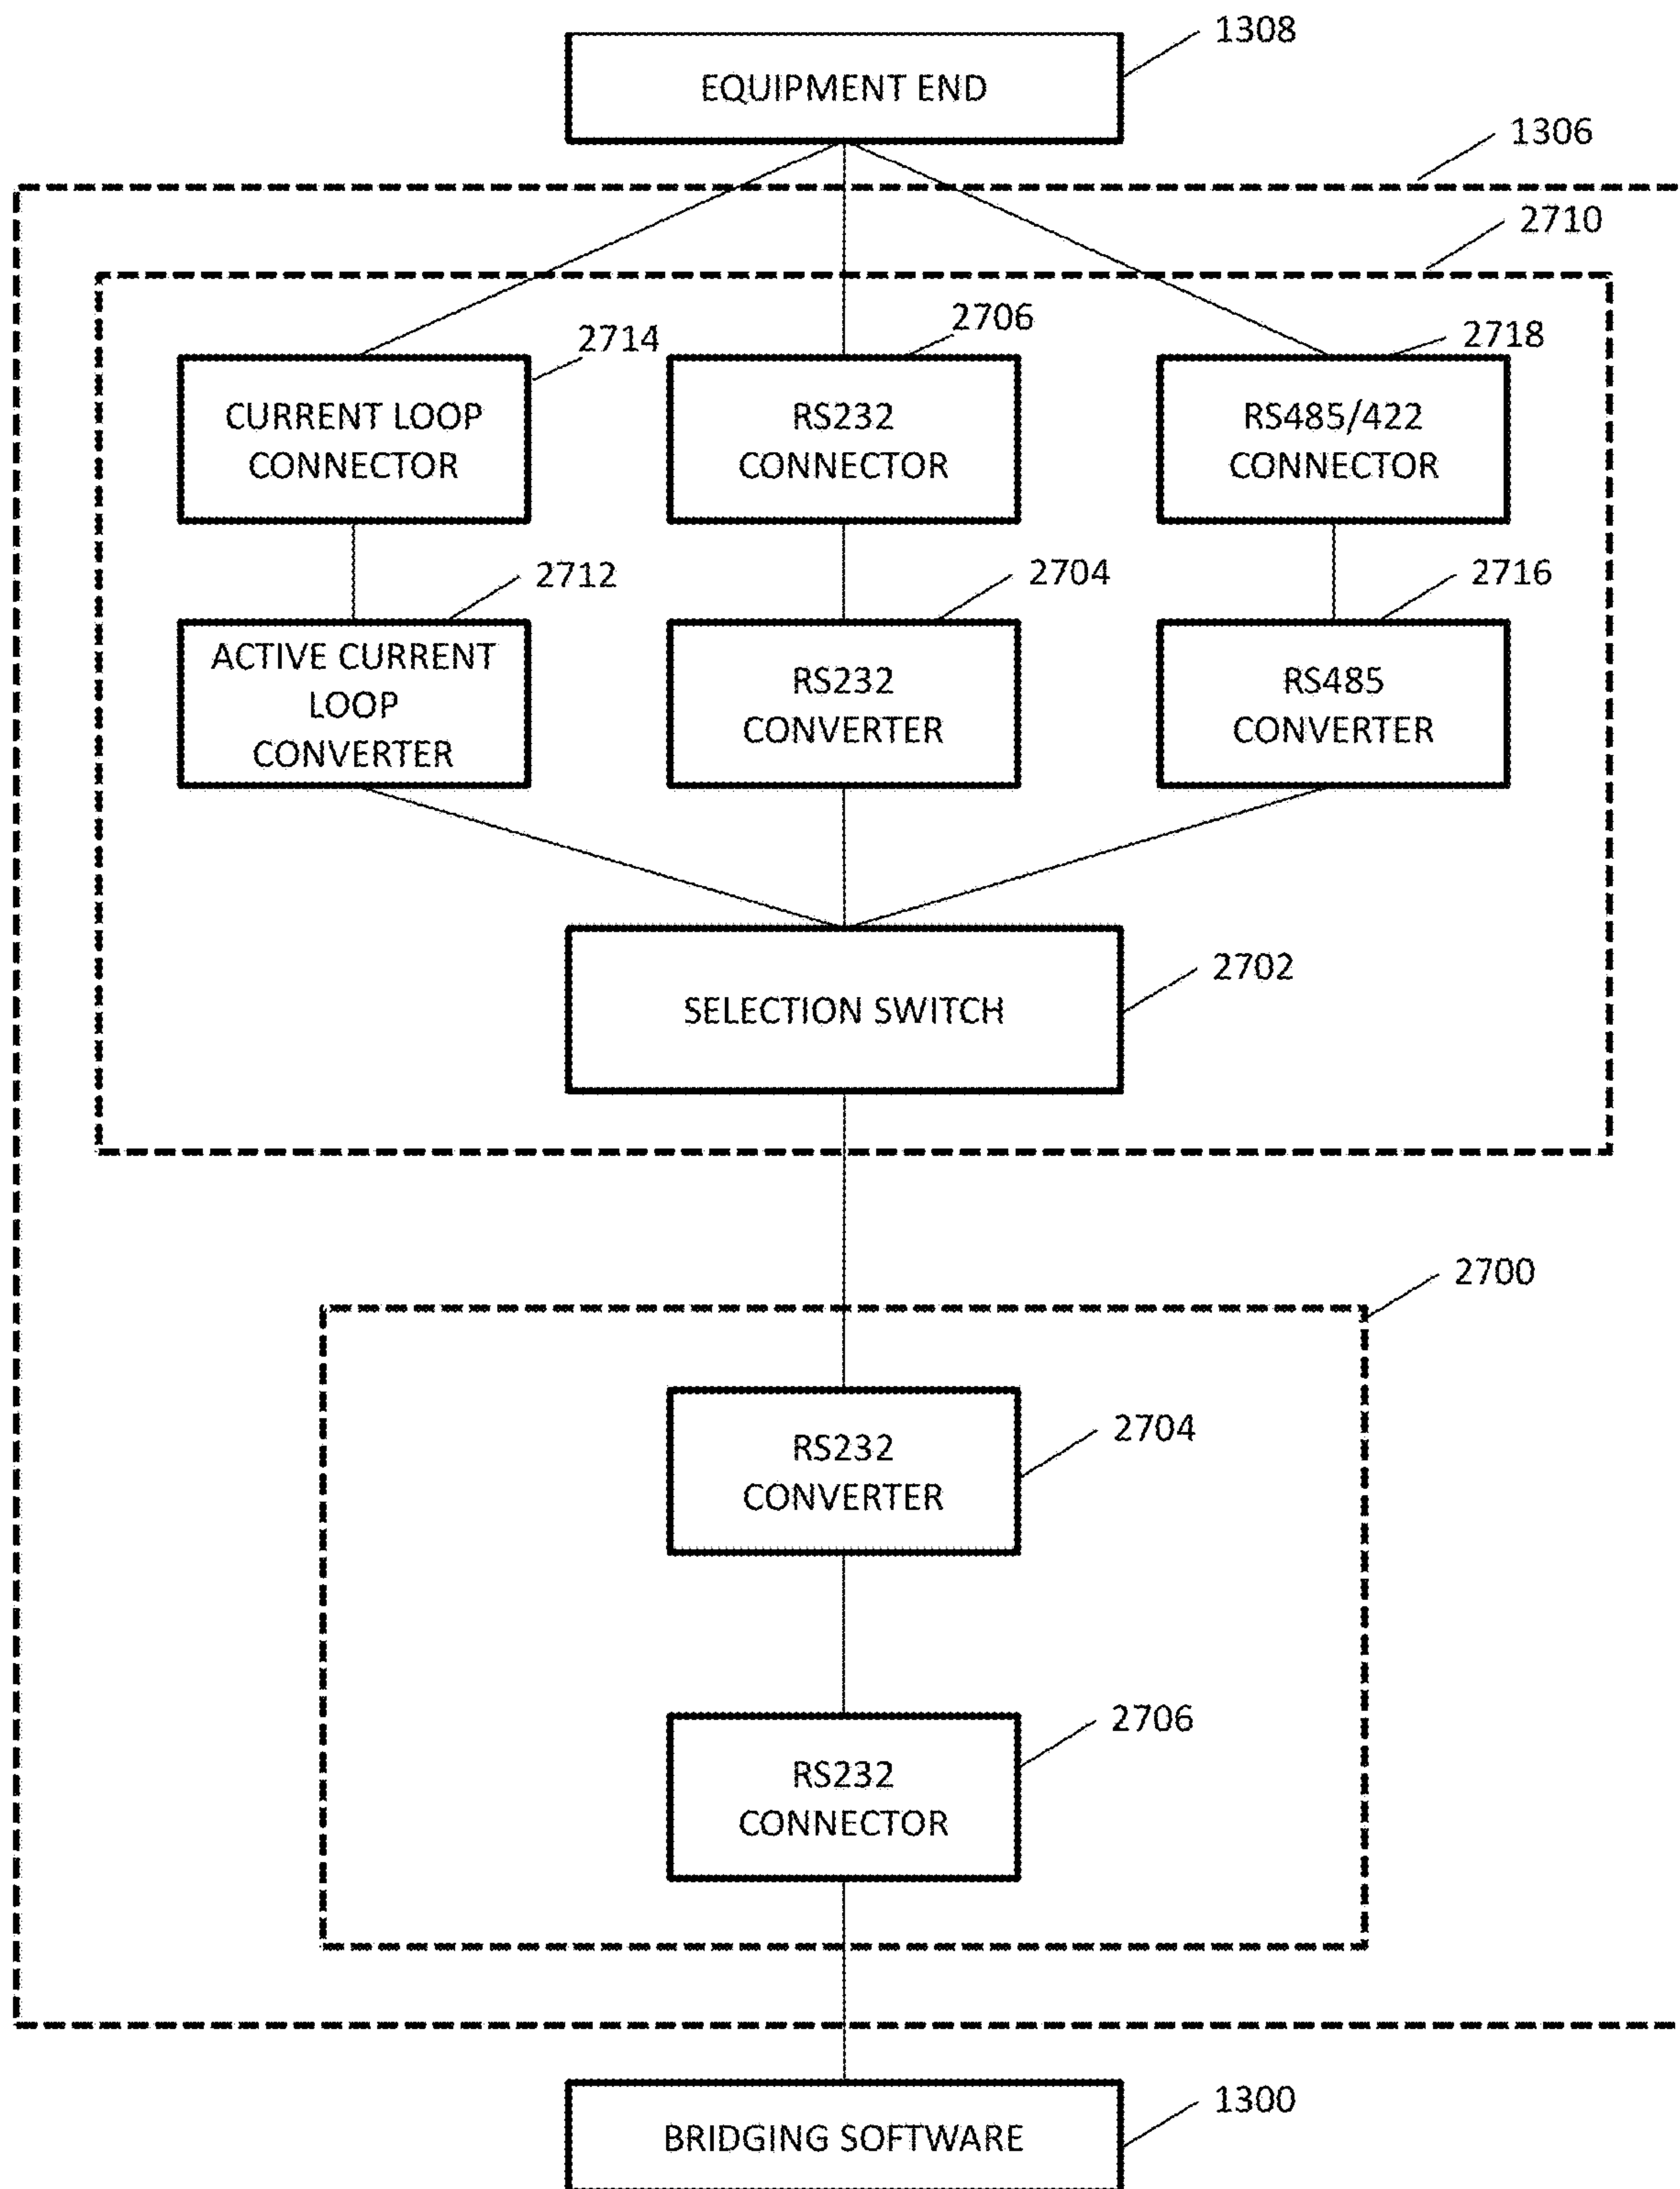 1308
EQUIPMENT END
1306
2710
2714
2706
2718
CURRENT LOOP
CONNECTOR
RS232
CONNECTOR
RS485/422
CONNECTOR
2712
2704
2716
ACTIVE CURRENT
LOOP
CONVERTER
RS232
CONVERTER
RS485
CONVERTER
2702
SELECTION SWITCH
2700
2704
RS232
CONVERTER
2706
RS232
CONNECTOR
1300
BRIDGING SOFTWARE